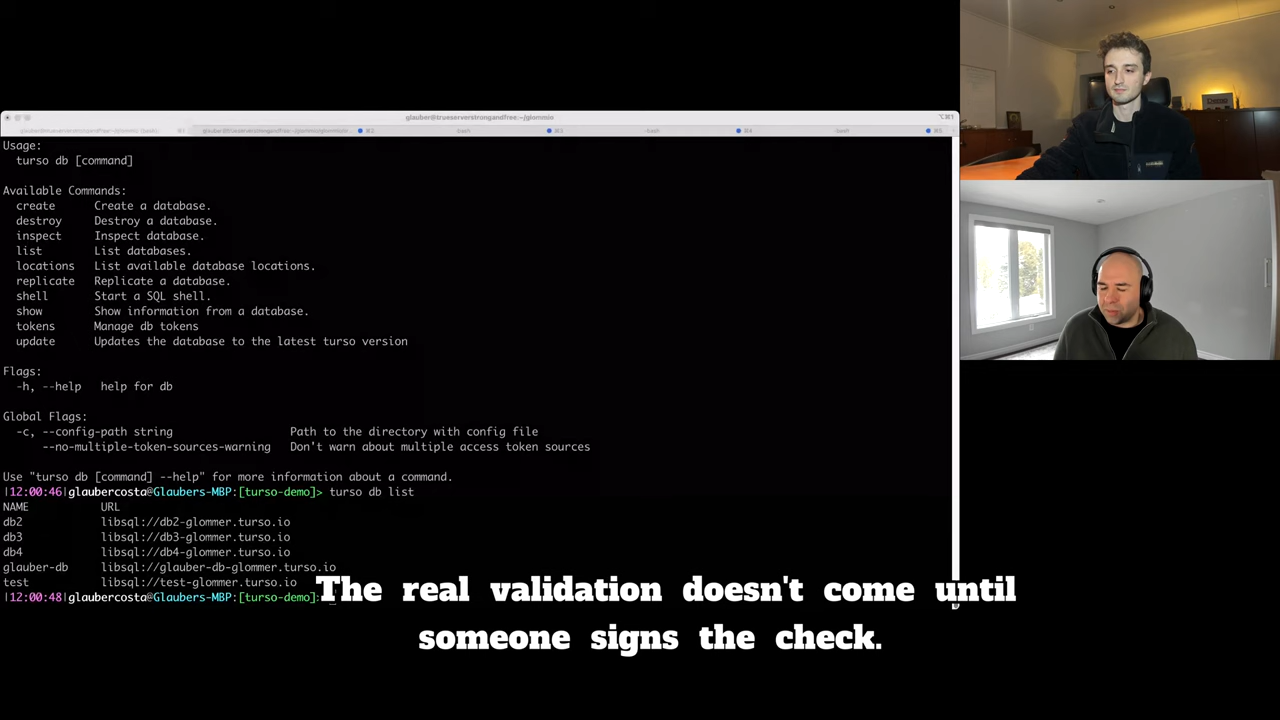 glauber@trueserverstrongandfree:~/glommio
Usage:
turso db [command]
Available Commands:
create Create a database.
destroy Destroy a database.
inspect Inspect database.
list List databases.
locations List available database locations.
replicate Replicate a database.
shell Start a SQL shell.
show Show information from a database.
tokens Manage db tokens
update Updates the database to the latest turso version
Flags:
-h, --help help for db
Global Flags:
-c, --config-path string Path to the directory with config file
--no-multiple-token-sources-warning Don't warn about multiple access token sources
Use "turso db [command] --help" for more information about a command.
|12:00:46|glaubercosta@Glaubers-MBP:[turso-demo]> turso db list
NAME URL
db2 libsql://db2-glommer.turso.io
db3 libsql://db3-glommer.turso.io
db4 libsql://db4-glommer.turso.io
glauber-db libsql://glauber-db-glommer.turso.io
test libsql://test-glommer.turso.io
|12:00:48|glaubercosta@Glaubers-MBP:[turso-demo]
The real validation doesn't come until
someone signs the check.